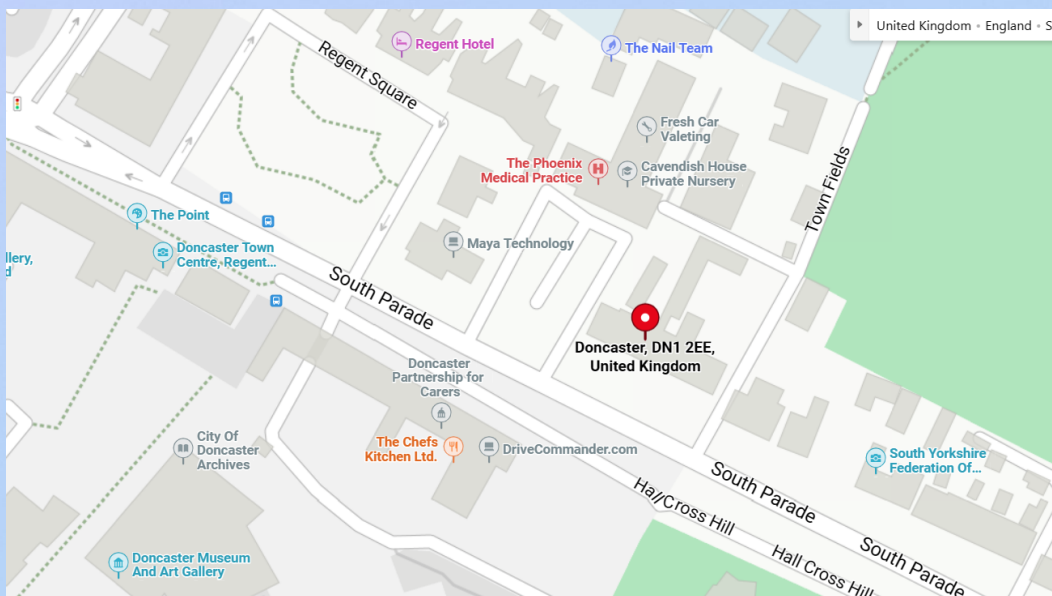 United Kingdom • England • S
Regent Hotel
The Nail Team
Regent Square
Fresh Car
Valeting
The Phoenix
Medical Practice
Cavendish House
Private Nursery
Town Fields
The Point
Maya Technology
llery,
d
Doncaster Town
Centre, Regent...
South Parade
Doncaster, DN1 2EE,
United Kingdom
Doncaster
Partnership for
Carers
City Of
Doncaster
Archives
The Chefs
Kitchen Ltd.
DriveCommander.com
South Yorkshire
Federation Of...
South Parade
Hall Cross Hill
South Parade
Hall Cross Hill
Doncaster Museum
And Art Gallery